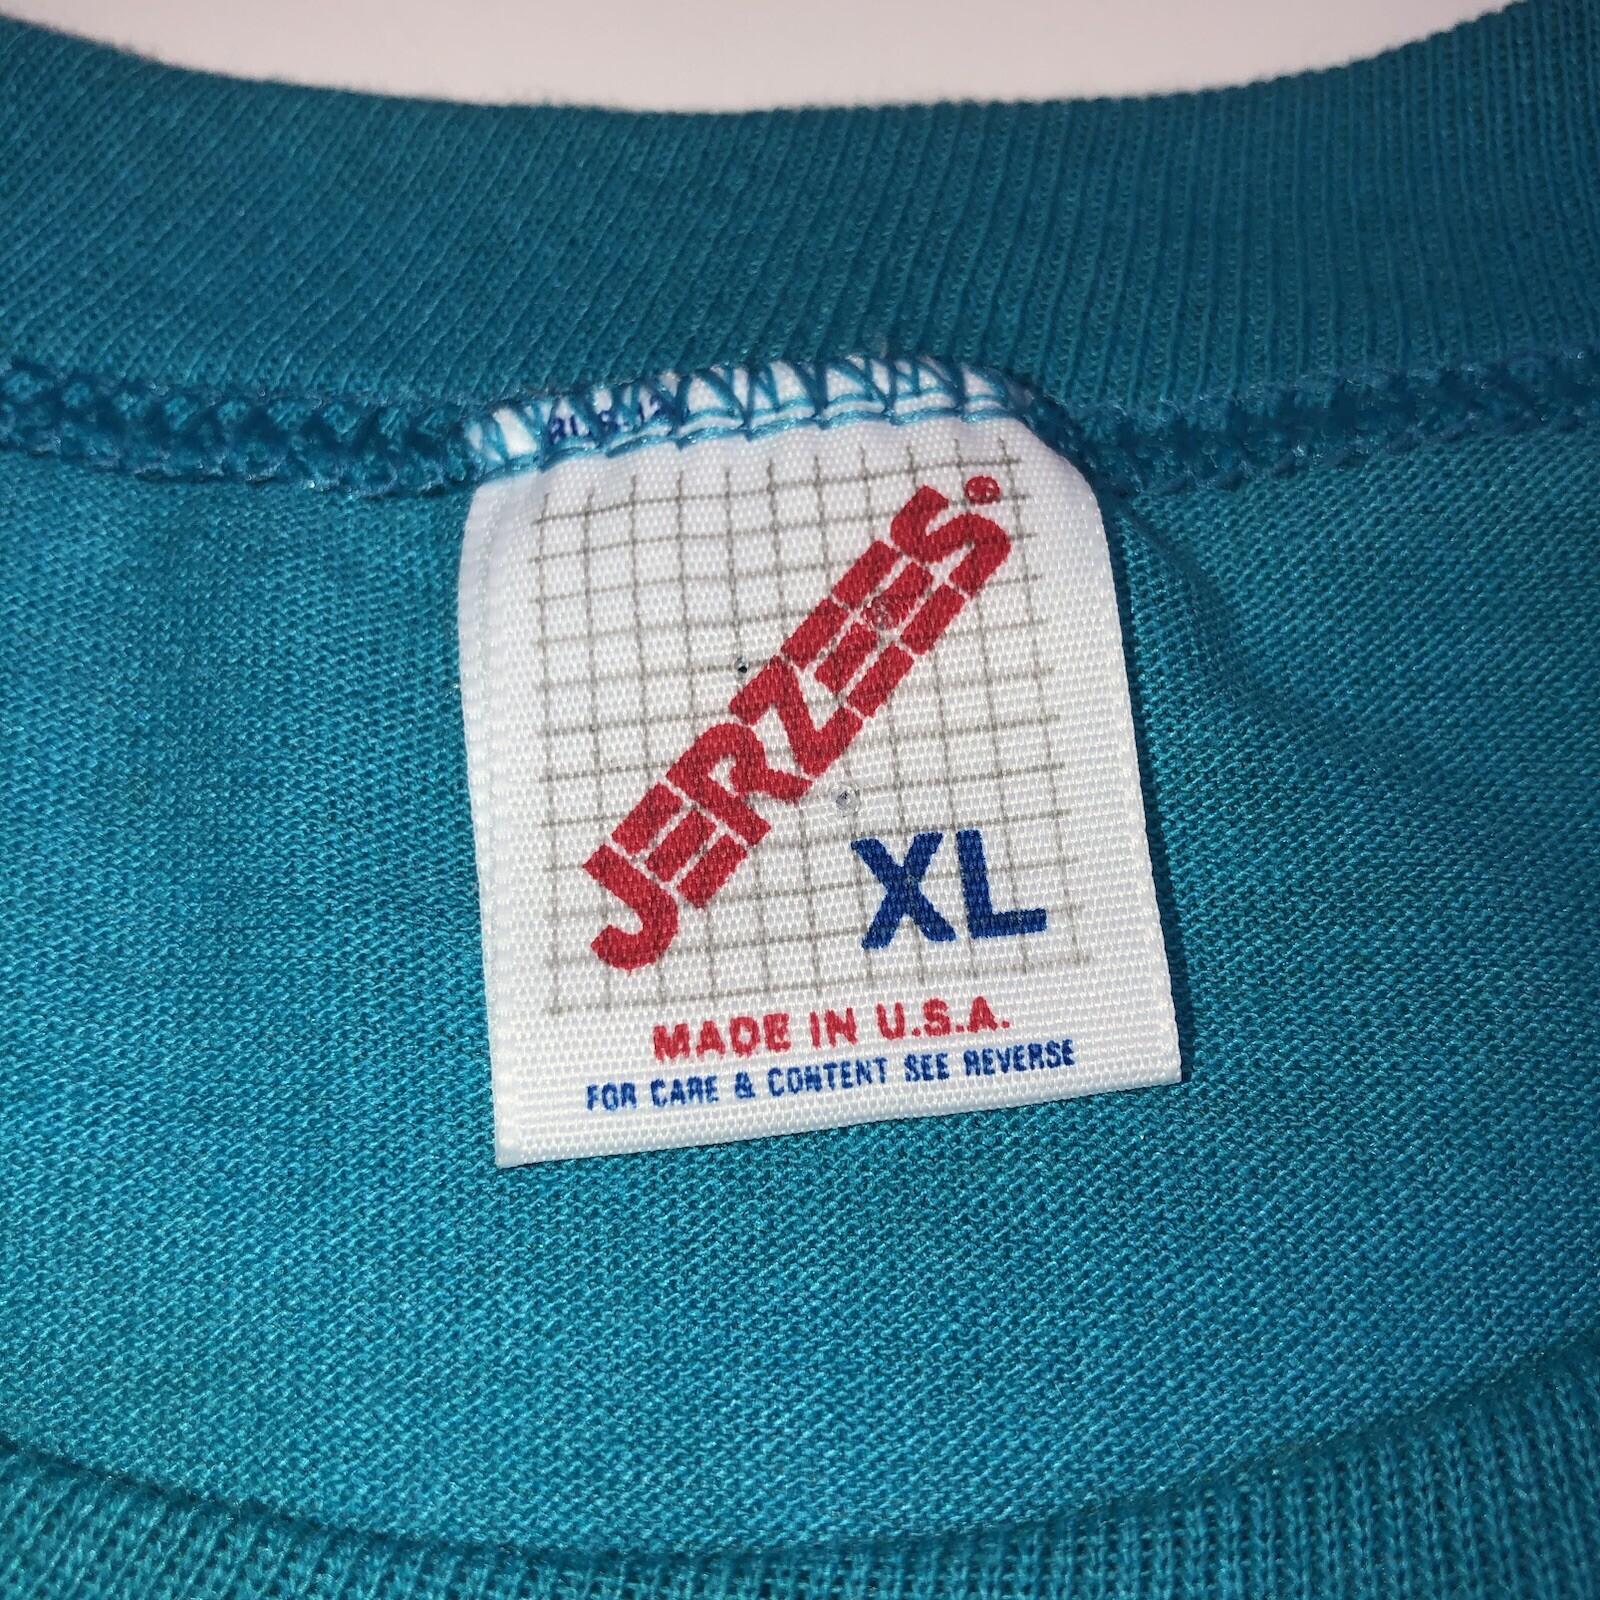 JERZEES®
XL
MADE IN U.S.A.
FOR CARE & CONTENT SEE REVERSE